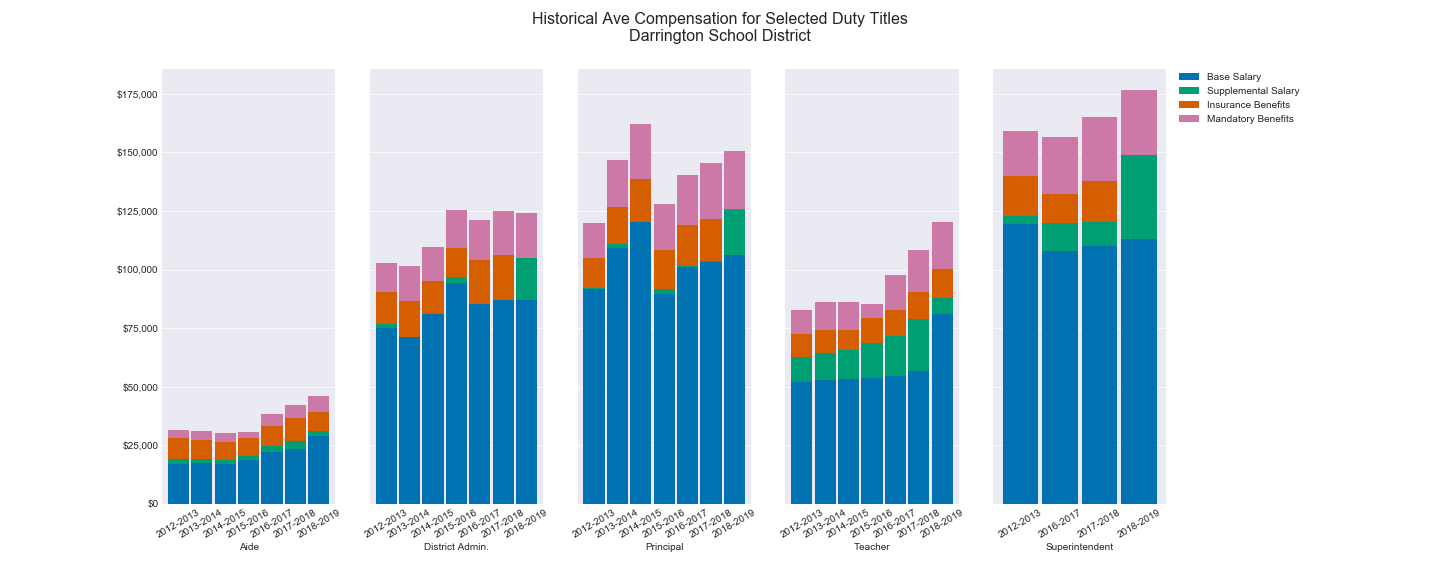 Historical Ave Compensation for Selected Duty Titles
Darrington School District
Base Salary
Supplemental Salary
Insurance Benefits
Mandatory Benefits
$175,000
$150,000
$125,000
$100,000
$75,000
$50,000
$25,000
$0
2012-2013 2013-2014 2014-2015 2015-2016 2016-2017 2017-2018 2018-2019
Aide
2012-2013 2013-2014 2014-2015 2015-2016 2016-2017 2017-2018 2018-2019
District Admin.
2012-2013 2013-2014 2014-2015 2015-2016 2016-2017 2017-2018 2018-2019
Principal
2012-2013 2013-2014 2014-2015 2015-2016 2016-2017 2017-2018 2018-2019
Teacher
2012-2013 2016-2017 2017-2018 2018-2019
Superintendent